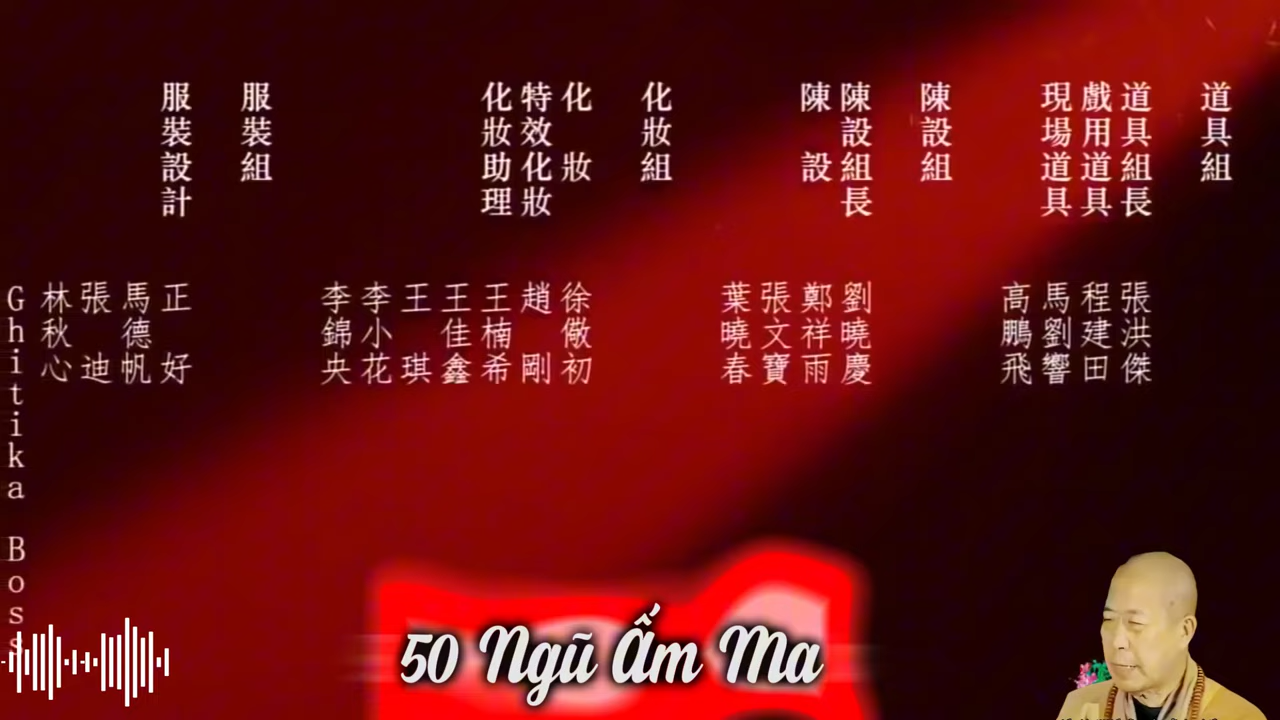 道具組
道具組長
戲用道具
現場道具
張洪傑
程建田
馬劉響
高鵬飛
陳設組
陳設組長
陳設
劉曉慶
鄭祥雨
張文寶
葉曉春
化妝組
化妝
特效化妝
化妝助理
徐儆初
趙剛
王楠希
王佳鑫
王琪
李小花
李錦央
服裝組
服裝設計
正好
馬德帆
張迪
林秋心
Ghitika Boss
50 Ngũ Ấm Ma